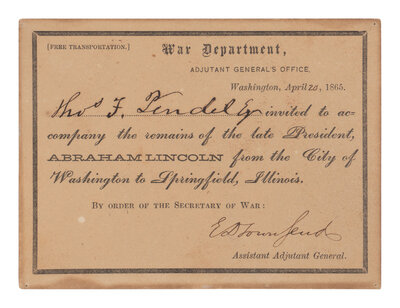 [FREE TRANSPORTATION.]
War Department,
ADJUTANT GENERAL'S OFFICE,
Washington, April 20, 1865.
Thos F. Pendel Esq invited to ac-
company the remains of the late President,
ABRAHAM LINCOLN from the City of
Washington to Springfield, Illinois.
BY ORDER OF THE SECRETARY OF WAR:
E D Townsend
Assistant Adjutant General.